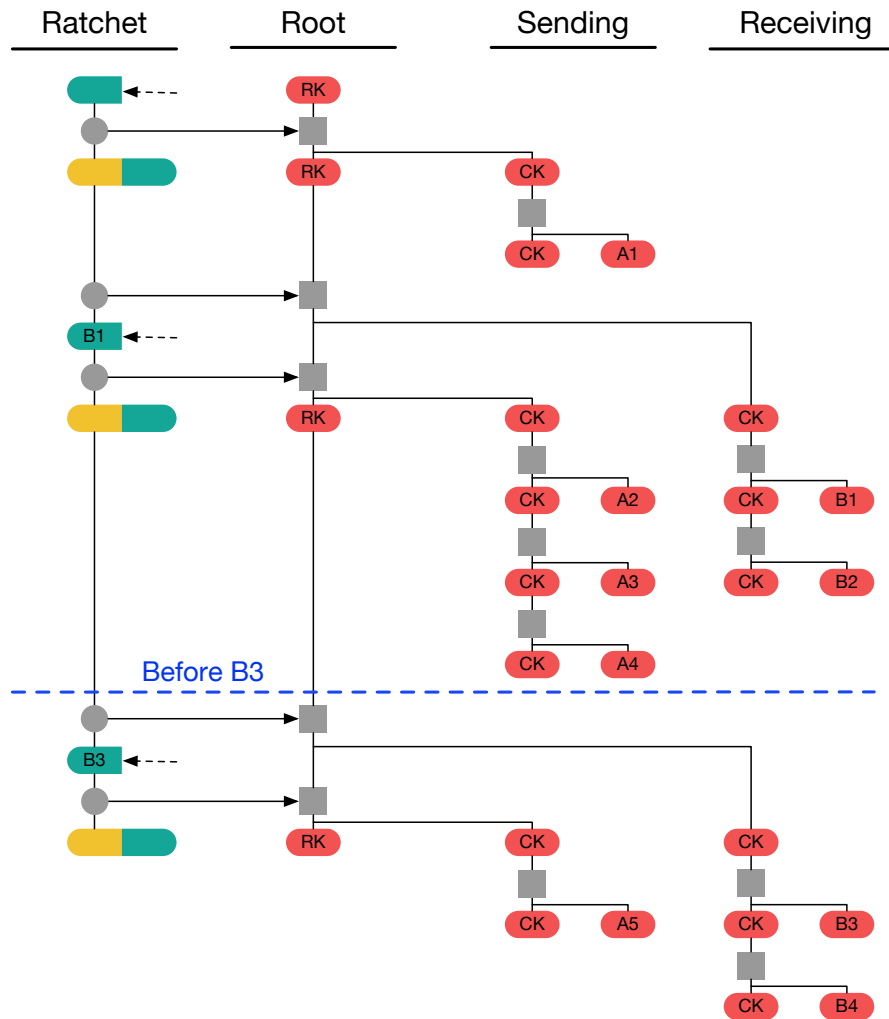 Ratchet Root Sending Receiving
RK
RK CK
CK A1
B1
RK CK CK
CK A2 CK B1
CK A3 CK B2
CK A4
Before B3
B3
RK CK CK
CK A5 CK B3
CK B4